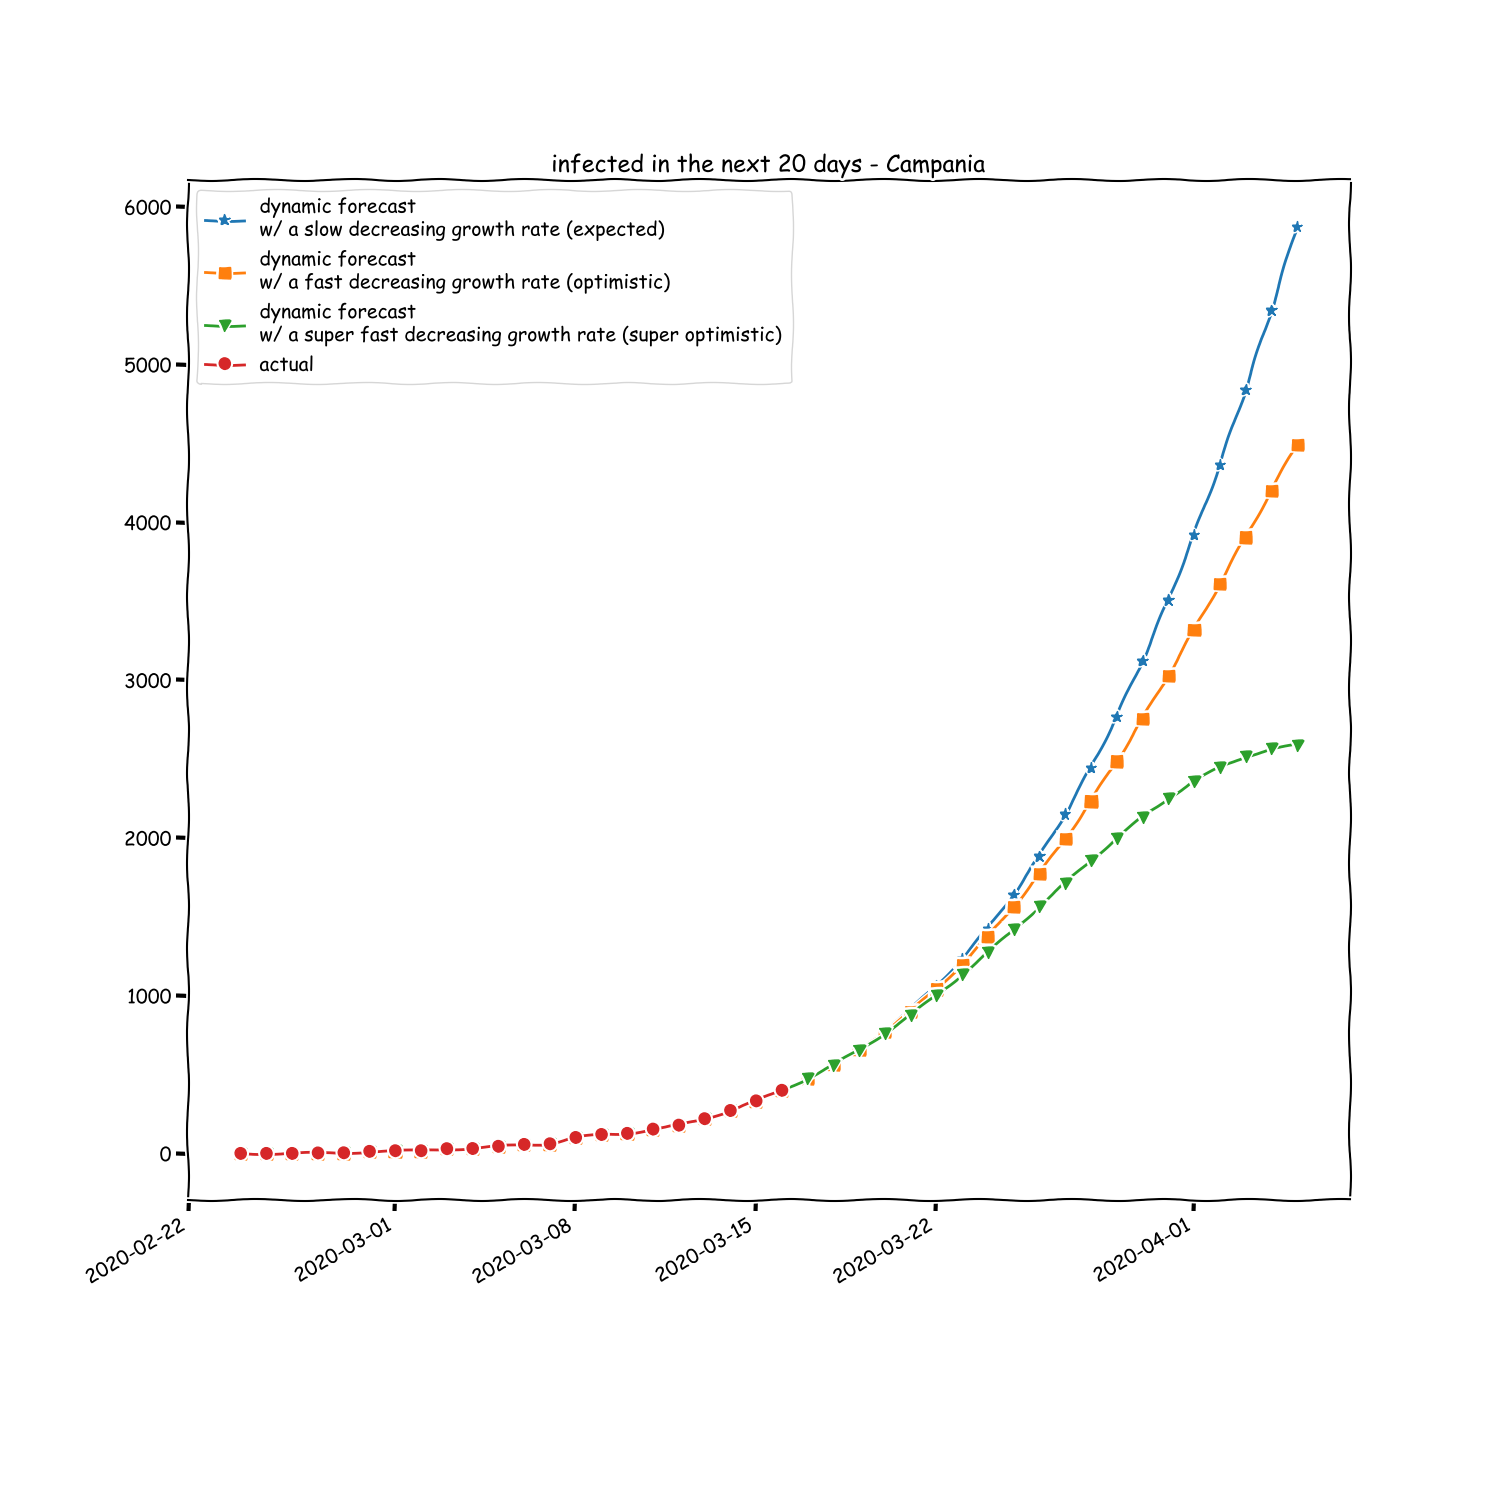 infected in the next 20 days - Campania
dynamic forecast
w/ a slow decreasing growth rate (expected)
dynamic forecast
w/ a fast decreasing growth rate (optimistic)
dynamic forecast
w/ a super fast decreasing growth rate (super optimistic)
actual
6000
5000
4000
3000
2000
1000
0
2020-02-22
2020-03-01
2020-03-08
2020-03-15
2020-03-22
2020-04-01